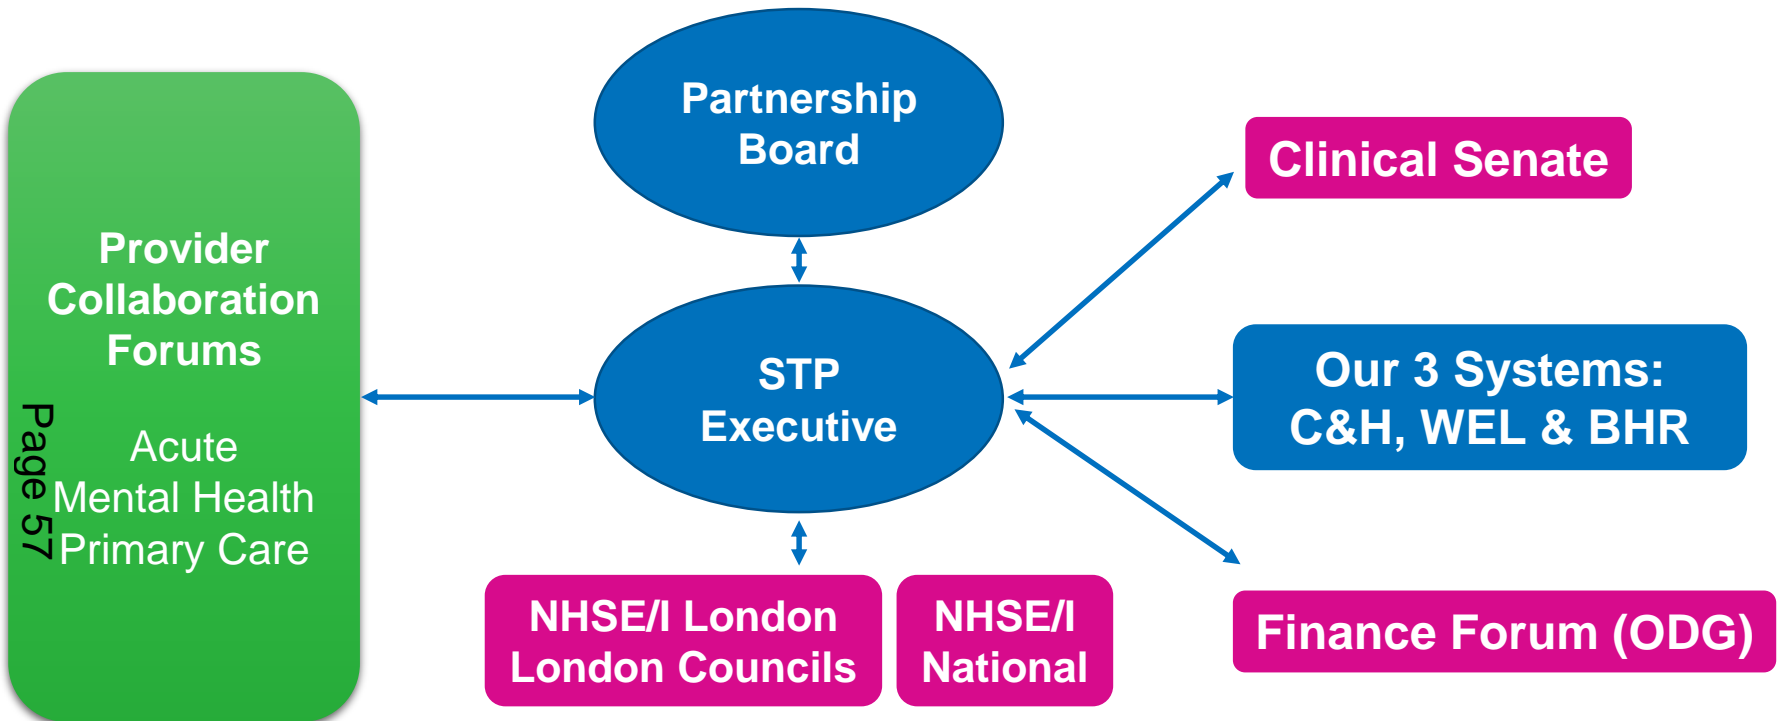 Partnership
Board
Clinical Senate
Provider
Collaboration
Forums
Acute
Mental Health
Primary Care
Page 57
STP
Executive
Our 3 Systems:
C&H, WEL & BHR
NHSE/I London
London Councils
NHSE/I
National
Finance Forum (ODG)